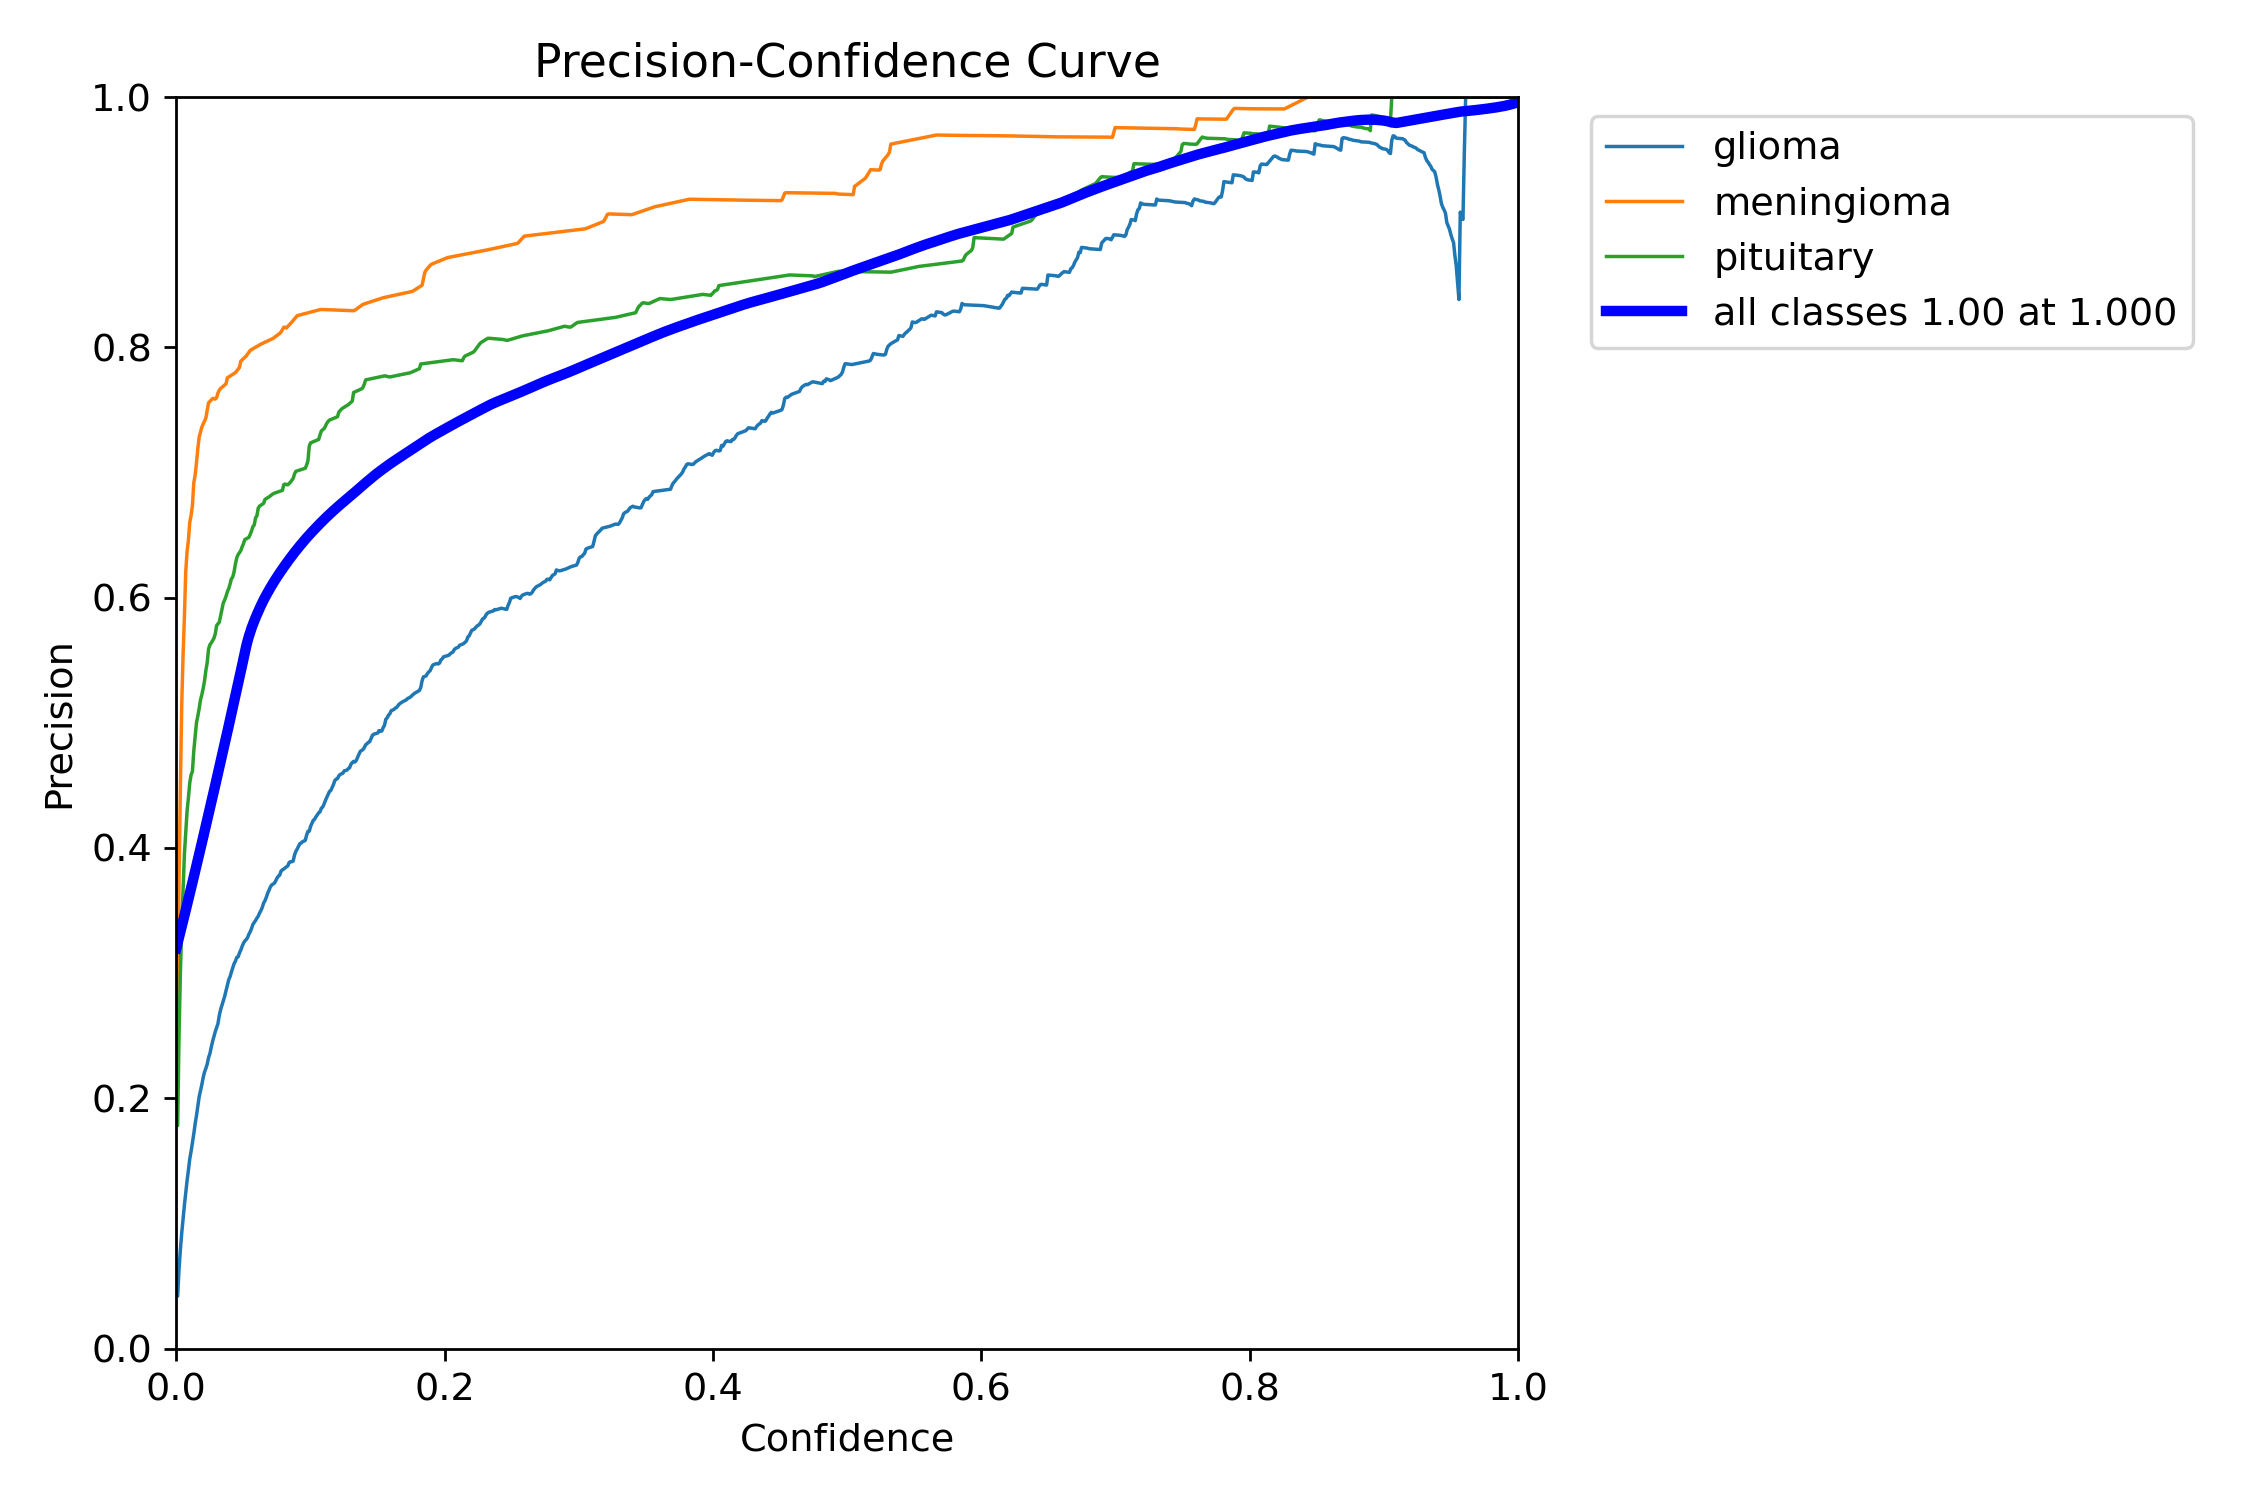 Precision-Confidence Curve
1.0
0.8
0.6
0.4
0.2
0.0
Precision
0.0 0.2 0.4 0.6 0.8 1.0
Confidence
glioma
meningioma
pituitary
all classes 1.00 at 1.000